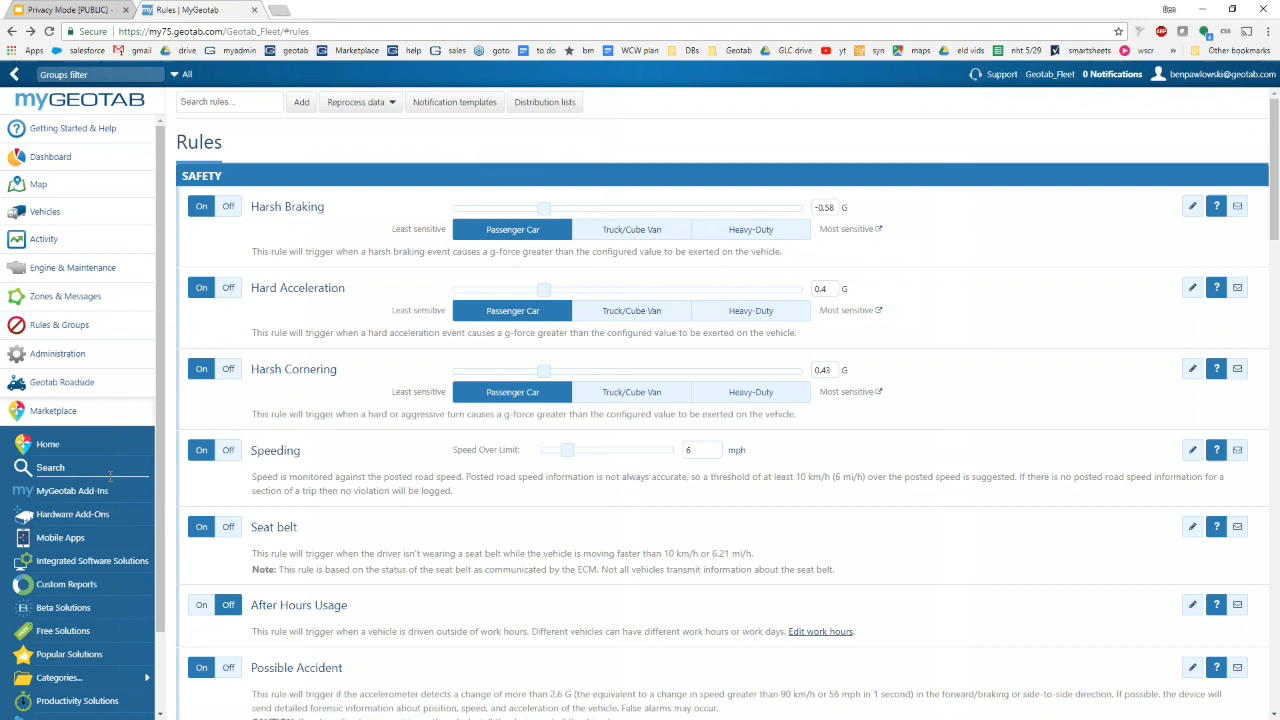 Privacy Mode [PUBLIC] -
Rules | MyGeotab
Ben
Secure
https://my75.geotab.com/Geotab_Fleet/#rules
Apps salesforce gmail drive myadmin geotab Marketplace help sales goto to do bm WCW plan DBs Geotab GLC drive yt syn maps eld vids nht 5/29 smartsheets wscr » Other bookmarks
Groups filter
All
Support Geotab_Fleet 0 Notifications benpawlowski@geotab.com
myGEOTAB
Getting Started & Help
Dashboard
Map
Vehicles
Activity
Engine & Maintenance
Zones & Messages
Rules & Groups
Administration
Geotab Roadside
Marketplace
Home
Search
my MyGeotab Add-Ins
Hardware Add-Ons
Mobile Apps
Integrated Software Solutions
Custom Reports
Beta Solutions
Free Solutions
Popular Solutions
Categories...
Productivity Solutions
Search rules... Add Reprocess data Notification templates Distribution lists
Rules
SAFETY
On Off Harsh Braking -0.58 G ?
Least sensitive Passenger Car Truck/Cube Van Heavy-Duty Most sensitive
This rule will trigger when a harsh braking event causes a g-force greater than the configured value to be exerted on the vehicle.
On Off Hard Acceleration 0.4 G ?
Least sensitive Passenger Car Truck/Cube Van Heavy-Duty Most sensitive
This rule will trigger when a hard acceleration event causes a g-force greater than the configured value to be exerted on the vehicle.
On Off Harsh Cornering 0.43 G ?
Least sensitive Passenger Car Truck/Cube Van Heavy-Duty Most sensitive
This rule will trigger when a hard or aggressive turn causes a g-force greater than the configured value to be exerted on the vehicle.
On Off Speeding Speed Over Limit: 6 mph ?
Speed is monitored against the posted road speed. Posted road speed information is not always accurate, so a threshold of at least 10 km/h (6 mi/h) over the posted speed is suggested. If there is no posted road speed information for a
section of a trip then no violation will be logged.
On Off Seat belt ?
This rule will trigger when the driver isn't wearing a seat belt while the vehicle is moving faster than 10 km/h or 6.21 mi/h.
Note: This rule is based on the status of the seat belt as communicated by the ECM. Not all vehicles transmit information about the seat belt.
On Off After Hours Usage ?
This rule will trigger when a vehicle is driven outside of work hours. Different vehicles can have different work hours or work days. Edit work hours.
On Off Possible Accident ?
This rule will trigger if the accelerometer detects a change of more than 2.6 G (the equivalent to a change in speed greater than 90 km/h or 56 mph in 1 second) in the forward/braking or side-to-side direction. If possible, the device will
send detailed forensic information about position, speed, and acceleration of the vehicle. False alarms may occur.